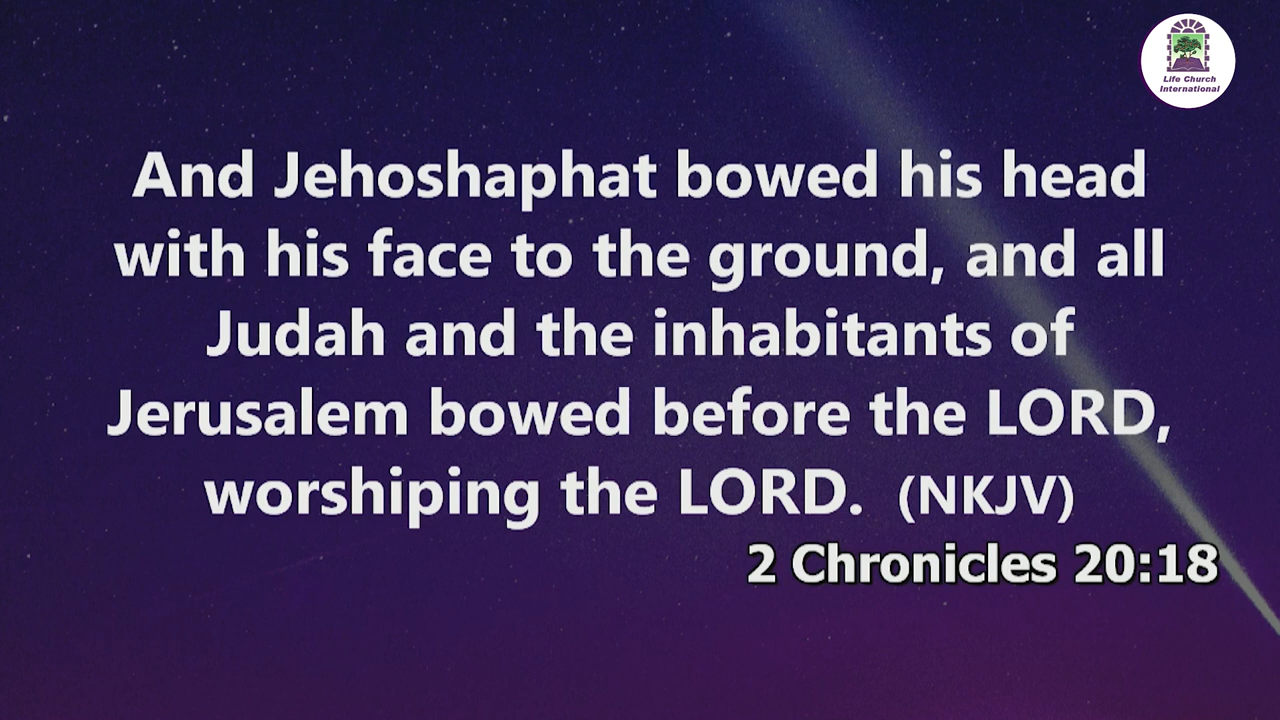 Life Church
International
And Jehoshaphat bowed his head
with his face to the ground, and all
Judah and the inhabitants of
Jerusalem bowed before the LORD,
worshiping the LORD. (NKJV)
2 Chronicles 20:18